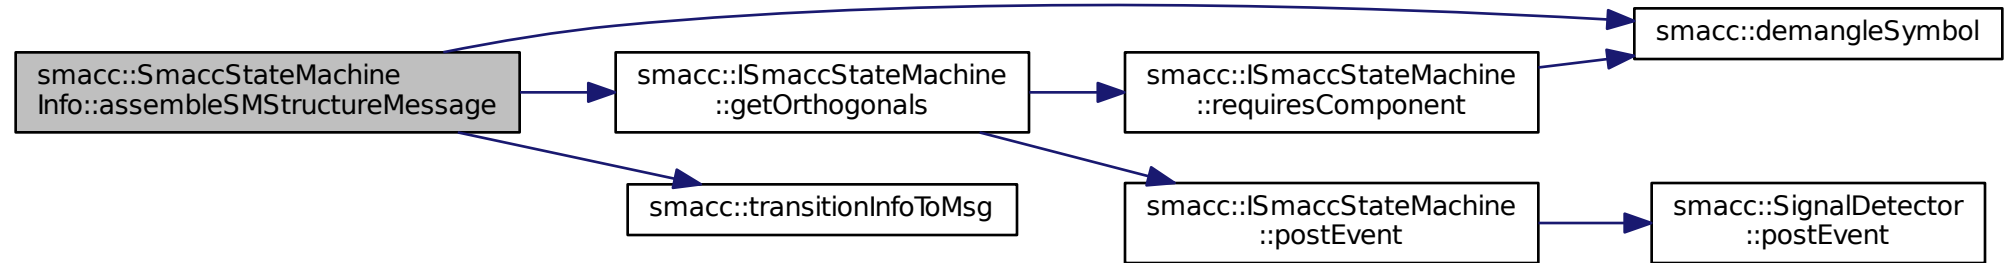 smacc::SmaccStateMachine
Info::assembleSMStructureMessage
smacc::ISmaccStateMachine
::getOrthogonals
smacc::ISmaccStateMachine
::requiresComponent
smacc::demangleSymbol
smacc::transitionInfoToMsg
smacc::ISmaccStateMachine
::postEvent
smacc::SignalDetector
::postEvent